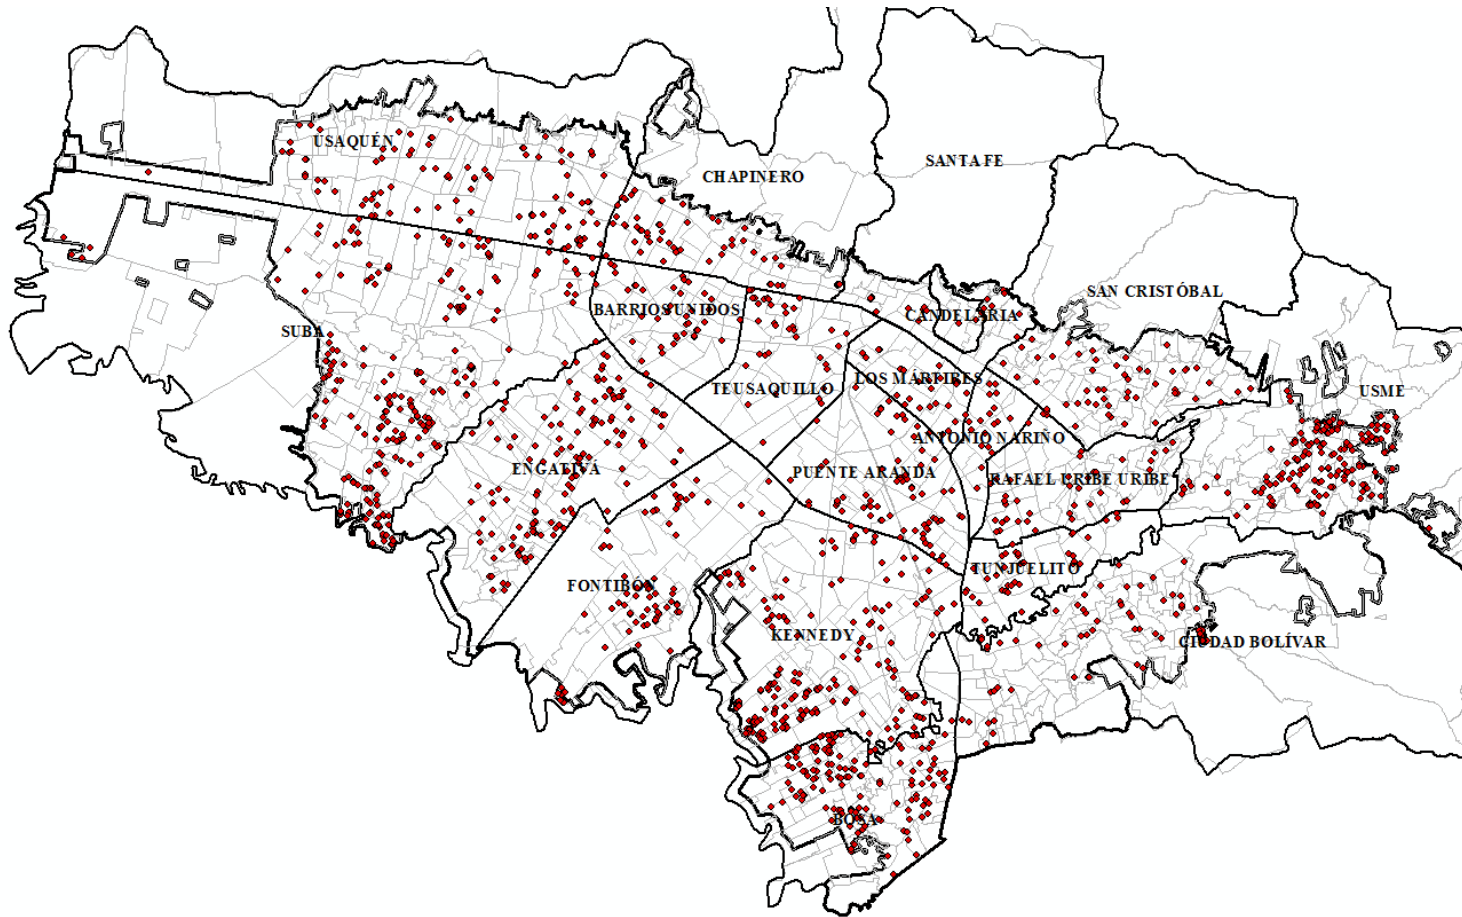 USAQUÉN
SANTA FE
CHAPINERO
SAN CRISTÓBAL
BARRIOS UNIDOS
CANDELARIA
SUBA
LOS MÁRTIRES
TEUSAQUILLO
USME
ANTONIO NARIÑO
ENGATIVA
PUENTE ARANDA
RAFAEL URIBE URIBE
TUNJUELITO
FONTIBÓN
KENNEDY
CIUDAD BOLÍVAR
BOSA